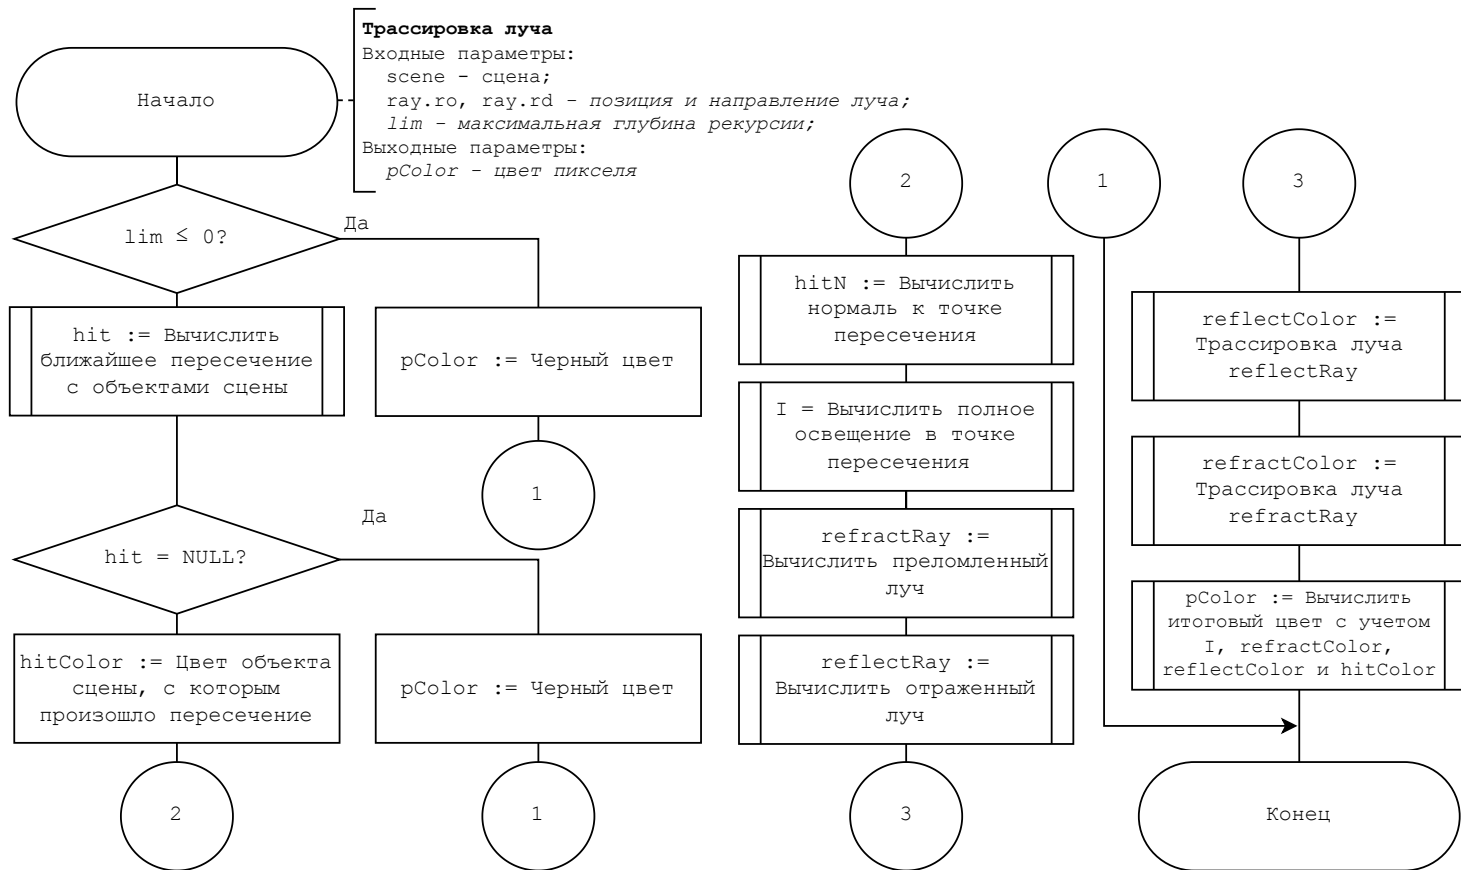 Трассировка луча
Входные параметры:
scene - сцена;
ray.ro, ray.rd - позиция и направление луча;
lim - максимальная глубина рекурсии;
Выходные параметры:
pColor - цвет пикселя
Начало
lim ≤ 0?
Да
hit := Вычислить
ближайшее пересечение
с объектами сцены
pColor := Черный цвет
1
hit = NULL?
Да
hitColor := Цвет объекта
сцены, с которым
произошло пересечение
pColor := Черный цвет
2
1
2
hitN := Вычислить
нормаль к точке
пересечения
I = Вычислить полное
освещение в точке
пересечения
refractRay :=
Вычислить преломленный
луч
reflectRay :=
Вычислить отраженный
луч
3
1
3
reflectColor :=
Трассировка луча
reflectRay
refractColor :=
Трассировка луча
refractRay
pColor := Вычислить
итоговый цвет с учетом
I, refractColor,
reflectColor и hitColor
Конец